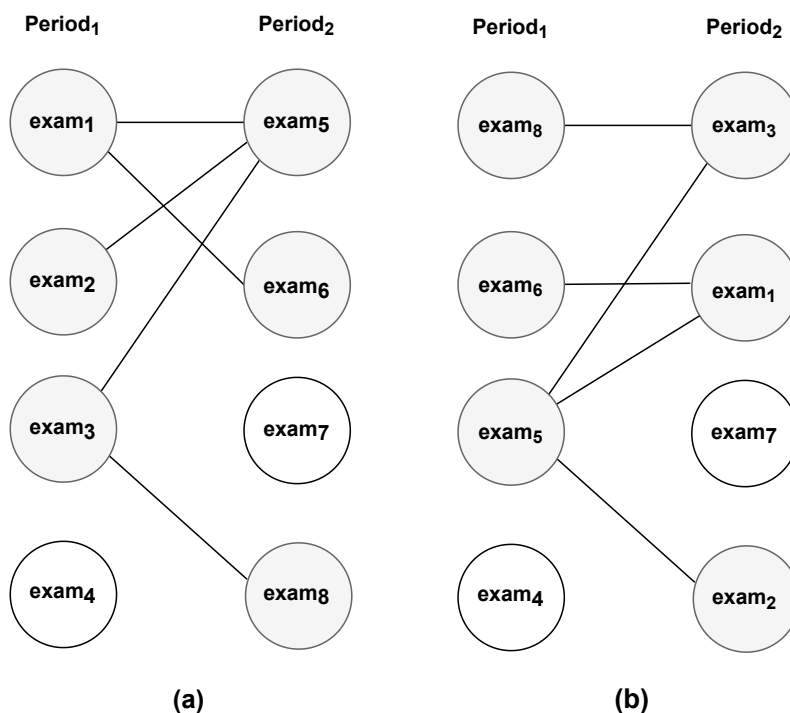 Period1 Period2 Period1 Period2
exam1 exam5 exam8 exam3
exam2 exam6 exam6 exam1
exam3 exam7 exam5 exam7
exam4 exam8 exam4 exam2
(a) (b)